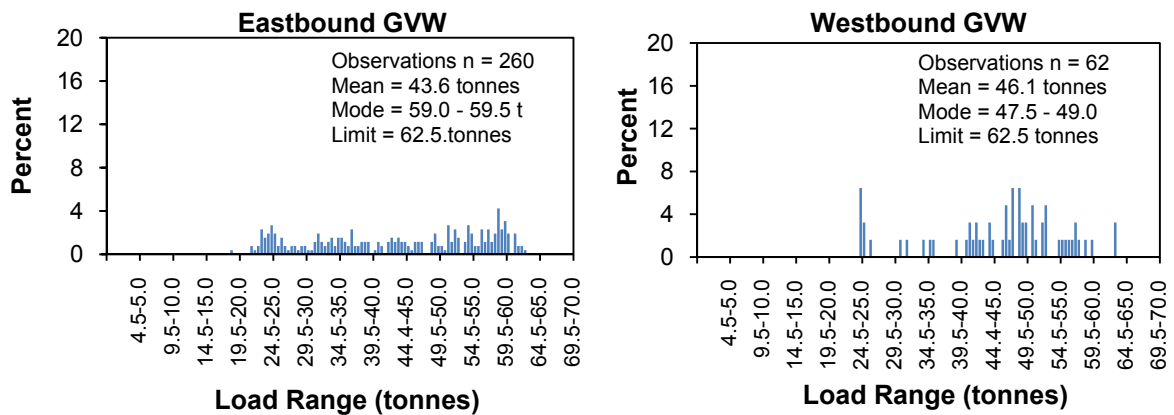 Eastbound GVW
20
16
12
8
4
0
Percent
Observations n = 260
Mean = 43.6 tonnes
Mode = 59.0 - 59.5 t
Limit = 62.5.tonnes
4.5-5.0
9.5-10.0
14.5-15.0
19.5-20.0
24.5-25.0
29.5-30.0
34.5-35.0
39.5-40.0
44.4-45.0
49.5-50.0
54.5-55.0
59.5-60.0
64.5-65.0
69.5-70.0
Load Range (tonnes)
Westbound GVW
20
16
12
8
4
0
Percent
Observations n = 62
Mean = 46.1 tonnes
Mode = 47.5 - 49.0
Limit = 62.5 tonnes
4.5-5.0
9.5-10.0
14.5-15.0
19.5-20.0
24.5-25.0
29.5-30.0
34.5-35.0
39.5-40.0
44.4-45.0
49.5-50.0
54.5-55.0
59.5-60.0
64.5-65.0
69.5-70.0
Load Range (tonnes)